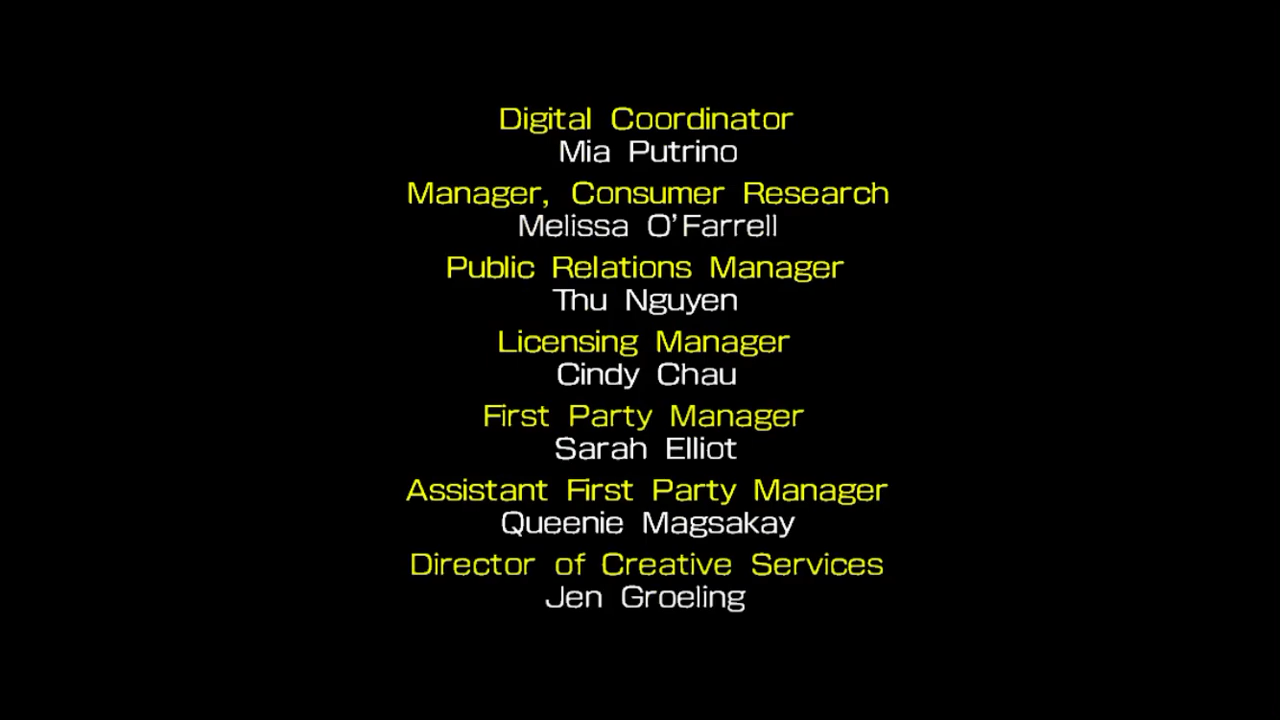 Digital Coordinator
Mia Putrino
Manager, Consumer Research
Melissa O'Farrell
Public Relations Manager
Thu Nguyen
Licensing Manager
Cindy Chau
First Party Manager
Sarah Elliot
Assistant First Party Manager
Queenie Magsakay
Director of Creative Services
Jen Groeling